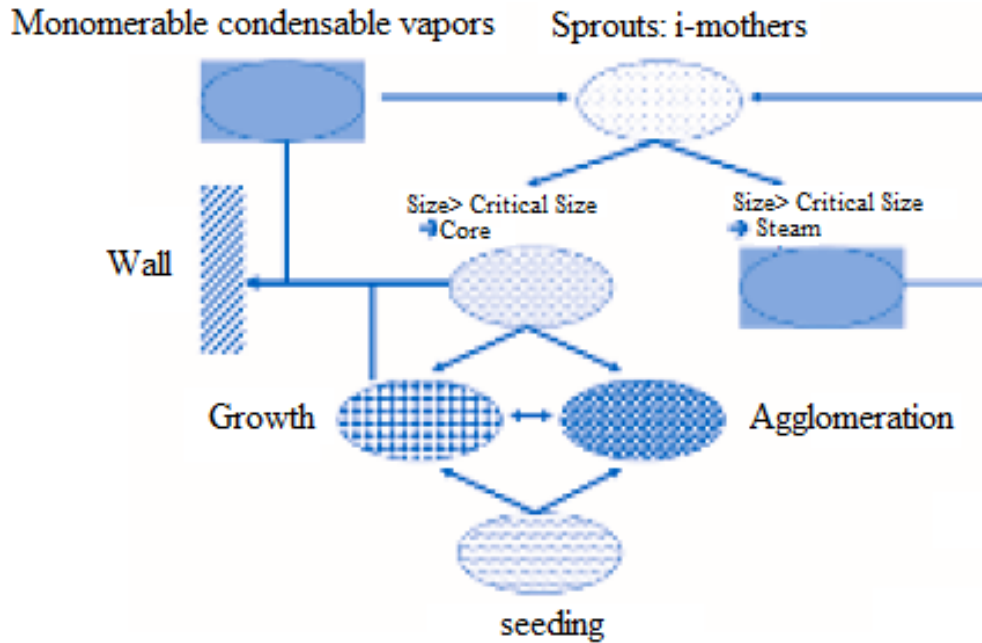 Monomerable condensable vapors
Sprouts: i-mothers
Size> Critical Size
Core
Size> Critical Size
Steam
Wall
Growth
Agglomeration
seeding